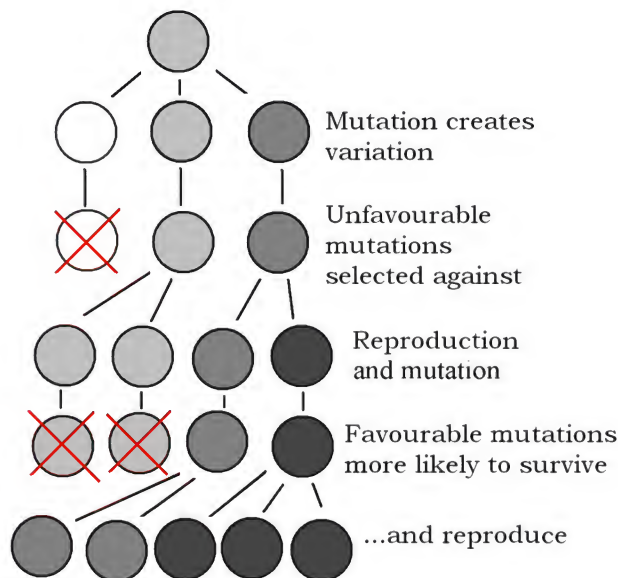 Mutation creates
variation
Unfavourable
mutations
selected against
Reproduction
and mutation
Favourable mutations
more likely to survive
...and reproduce